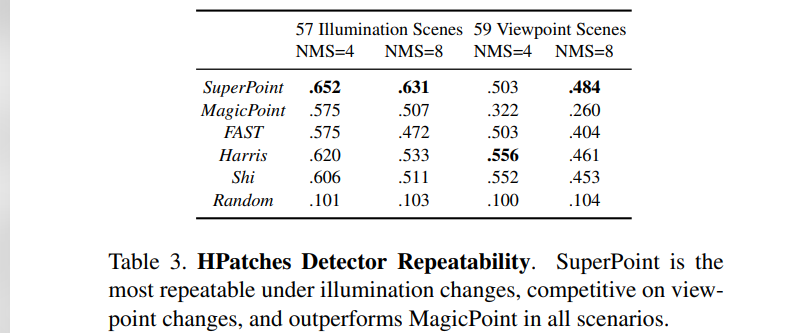 57 Illumination Scenes 59 Viewpoint Scenes
NMS=4 NMS=8 NMS=4 NMS=8
SuperPoint .652 .631 .503 .484
MagicPoint .575 .507 .322 .260
FAST .575 .472 .503 .404
Harris .620 .533 .556 .461
Shi .606 .511 .552 .453
Random .101 .103 .100 .104
Table 3. HPatches Detector Repeatability. SuperPoint is the
most repeatable under illumination changes, competitive on view-
point changes, and outperforms MagicPoint in all scenarios.